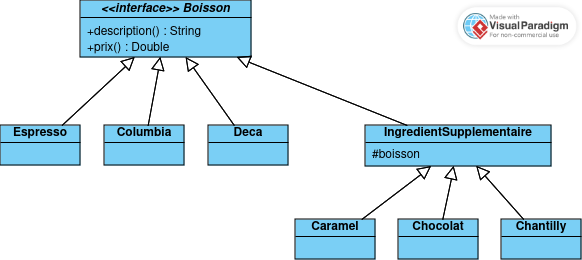 <<interface>> Boisson
+description() : String
+prix() : Double
Made with
Visual Paradigm
For non-commercial use
Espresso
Columbia
Deca
IngredientSupplementaire
#boisson
Caramel
Chocolat
Chantilly